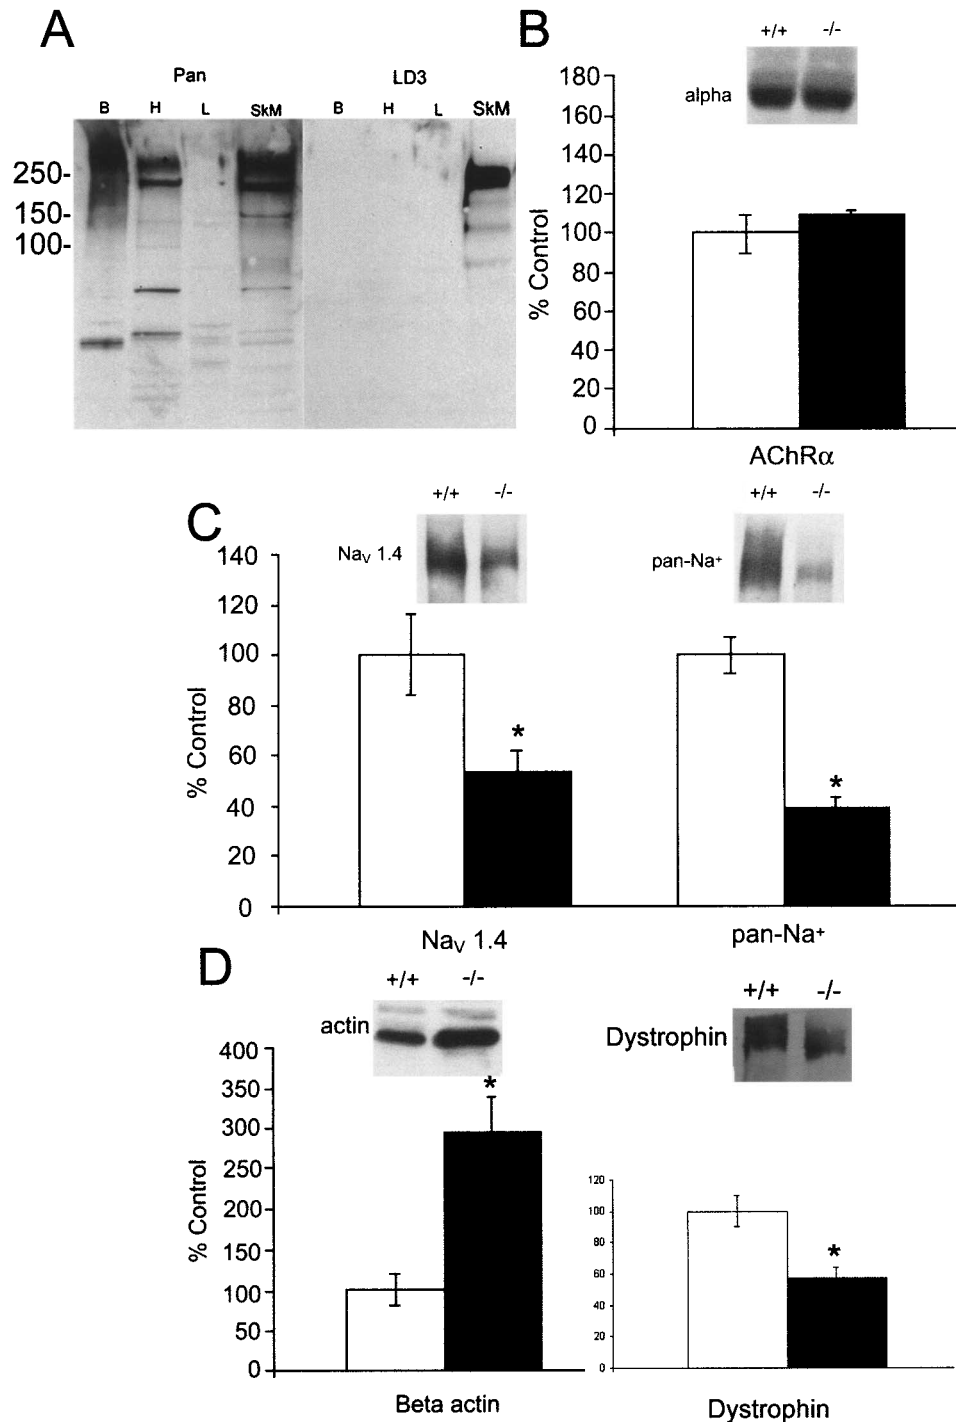 A
Pan LD3
B H L SkM B H L SkM
250-
150-
100-
B
+/+ -/-
alpha
180
160
140
120
100
80
60
40
20
0
% Control
AChRα
C
+/+ -/-
Nav 1.4
+/+ -/-
pan-Na+
140
120
100
80
60
40
20
0
% Control
*
*
Nav 1.4
pan-Na+
D
+/+ -/-
actin
+/+ -/-
Dystrophin
400
350
300
250
200
150
100
50
0
% Control
*
Beta actin
120
100
80
60
40
20
0
*
Dystrophin